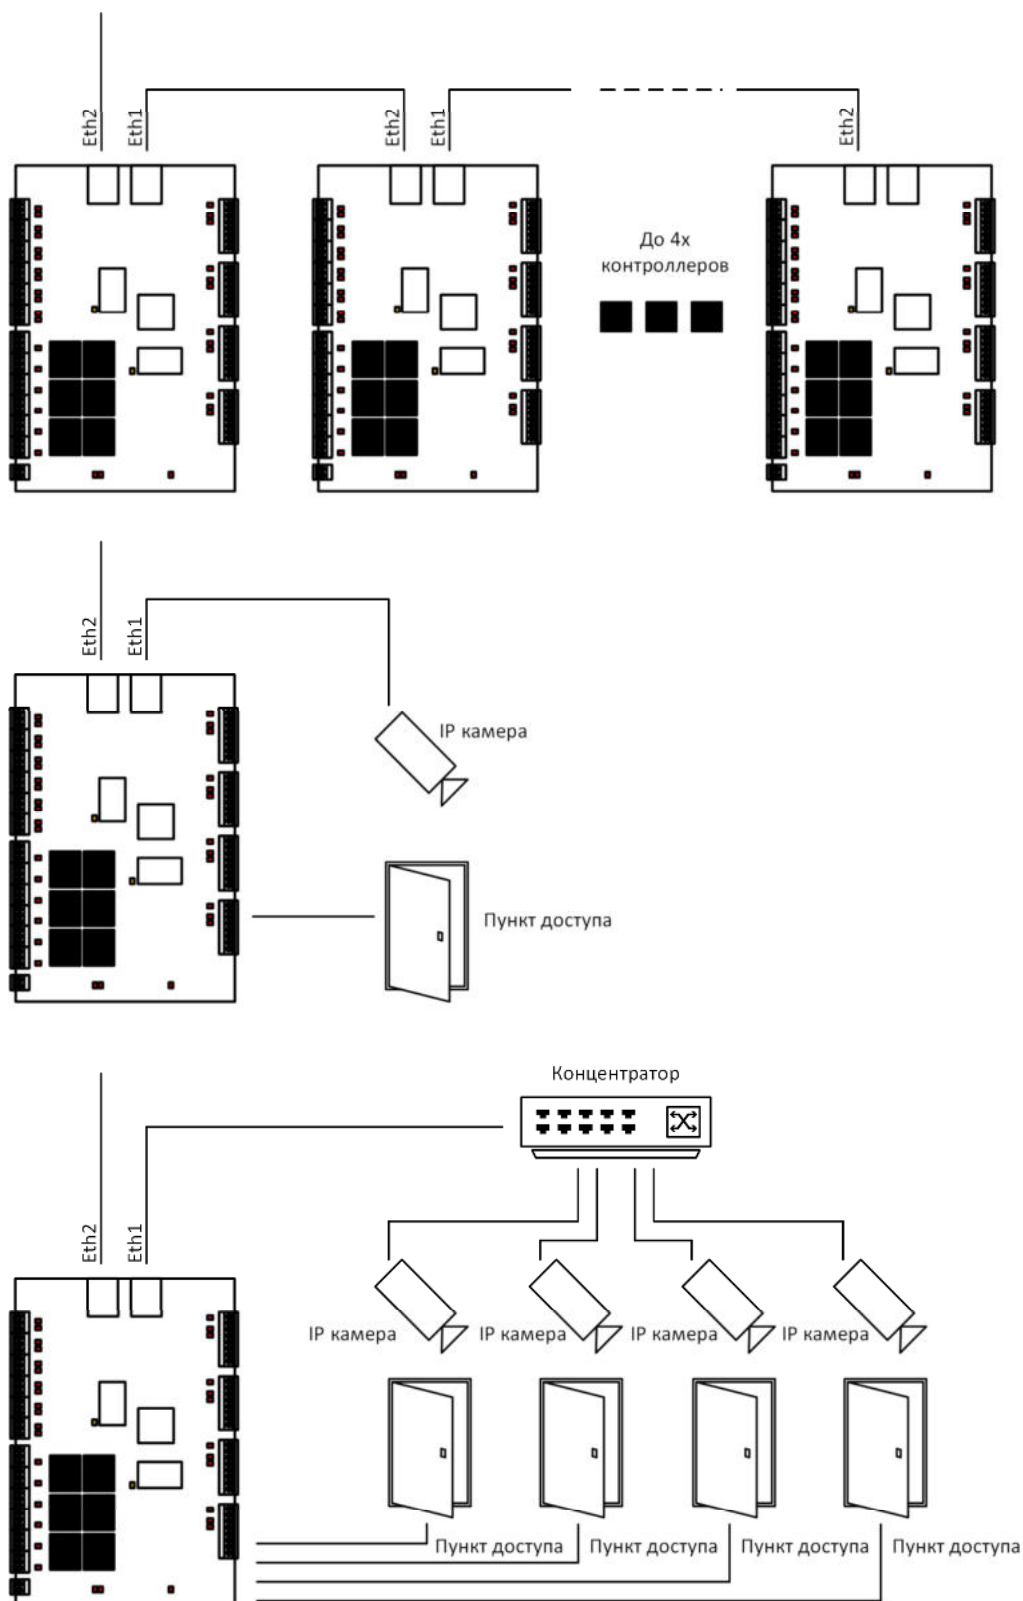 Eth2
Eth1
Eth2
Eth1
Eth2
До 4х
контроллеров
Eth2
Eth1
IP камера
Пункт доступа
Концентратор
Eth2
Eth1
IP камера
IP камера
IP камера
IP камера
Пункт доступа
Пункт доступа
Пункт доступа
Пункт доступа